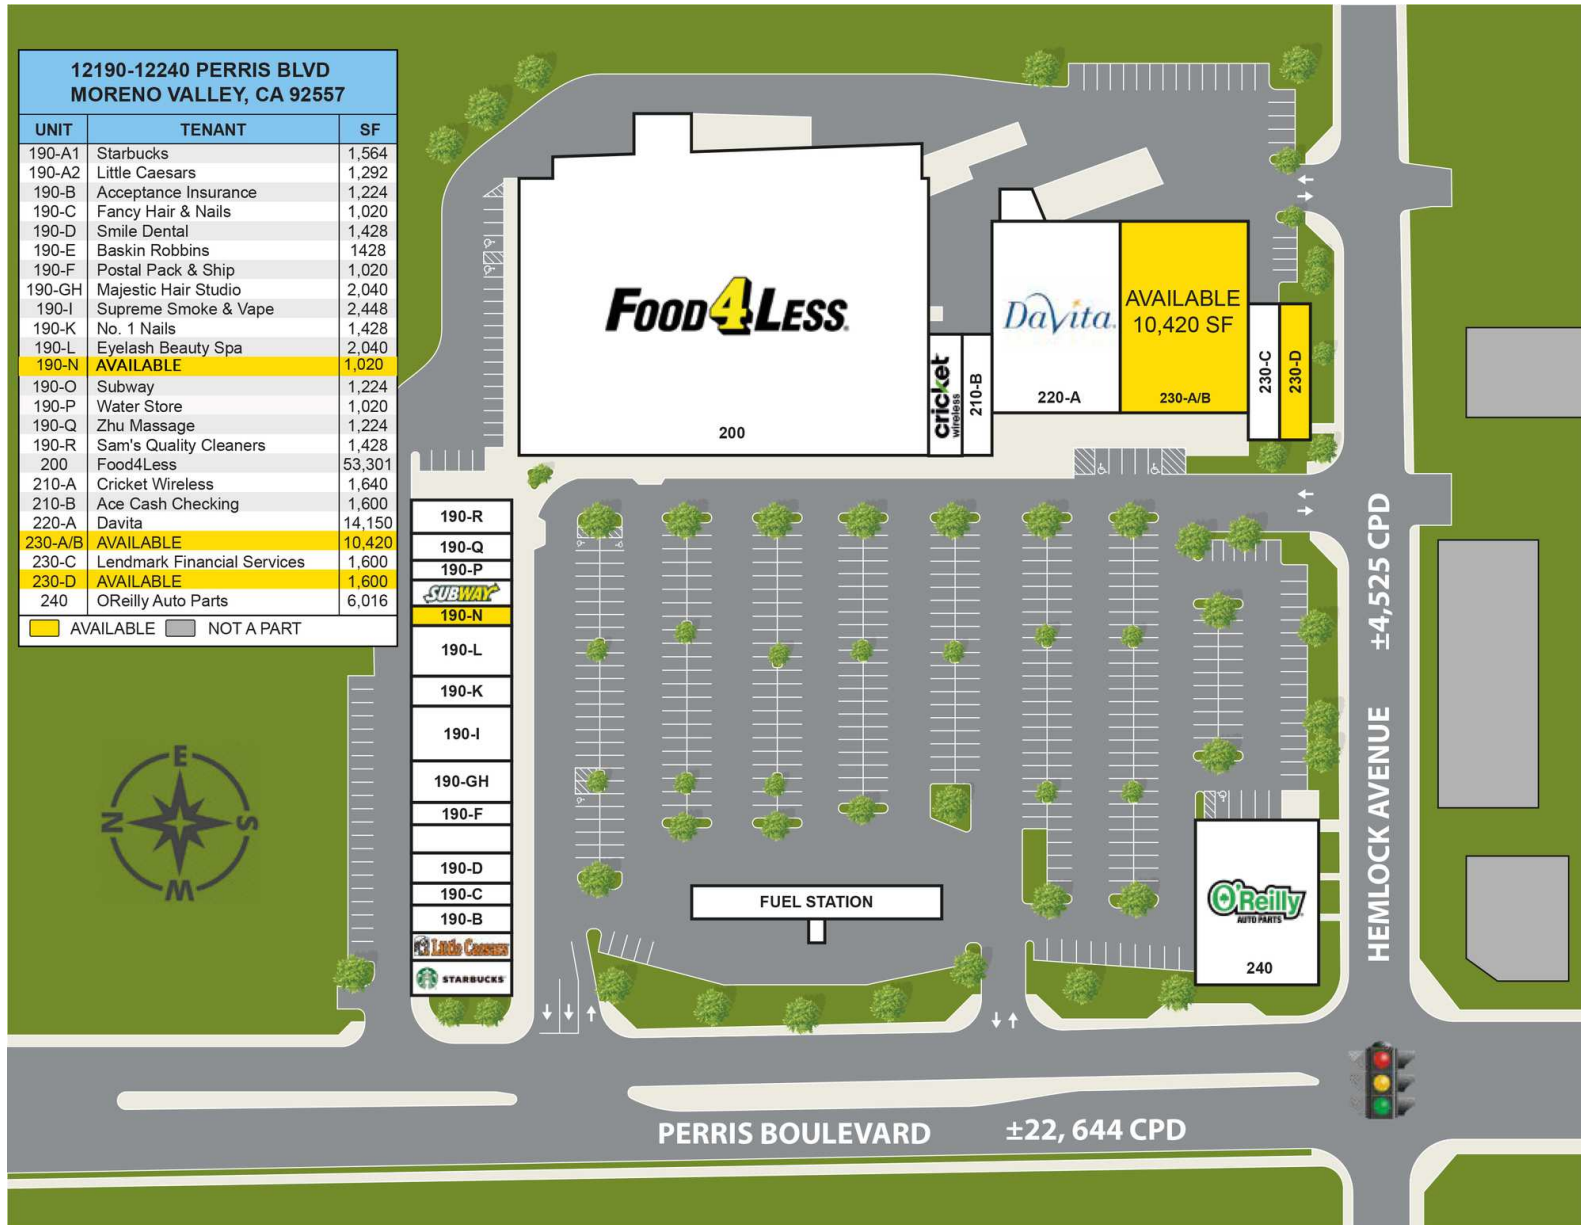 12190-12240 PERRIS BLVD
MORENO VALLEY, CA 92557
UNIT TENANT SF
190-A1 Starbucks 1,564
190-A2 Little Caesars 1,292
190-B Acceptance Insurance 1,224
190-C Fancy Hair & Nails 1,020
190-D Smile Dental 1,428
190-E Baskin Robbins 1428
190-F Postal Pack & Ship 1,020
190-GH Majestic Hair Studio 2,040
190-I Supreme Smoke & Vape 2,448
190-K No. 1 Nails 1,428
190-L Eyelash Beauty Spa 2,040
190-N AVAILABLE 1,020
190-O Subway 1,224
190-P Water Store 1,020
190-Q Zhu Massage 1,224
190-R Sam's Quality Cleaners 1,428
200 Food4Less 53,301
210-A Cricket Wireless 1,640
210-B Ace Cash Checking 1,600
220-A Davita 14,150
230-A/B AVAILABLE 10,420
230-C Lendmark Financial Services 1,600
230-D AVAILABLE 1,600
240 OReilly Auto Parts 6,016
AVAILABLE NOT A PART
FOOD4LESS
200
cricket
wireless
210-B
DaVita
220-A
AVAILABLE
10,420 SF
230-A/B
230-C
230-D
190-R
190-Q
190-P
SUBWAY
190-N
190-L
190-K
190-I
190-GH
190-F
190-D
190-C
190-B
Little Caesars
STARBUCKS
FUEL STATION
O'Reilly
AUTO PARTS
240
HEMLOCK AVENUE ±4,525 CPD
PERRIS BOULEVARD ±22, 644 CPD
E
N
S
W